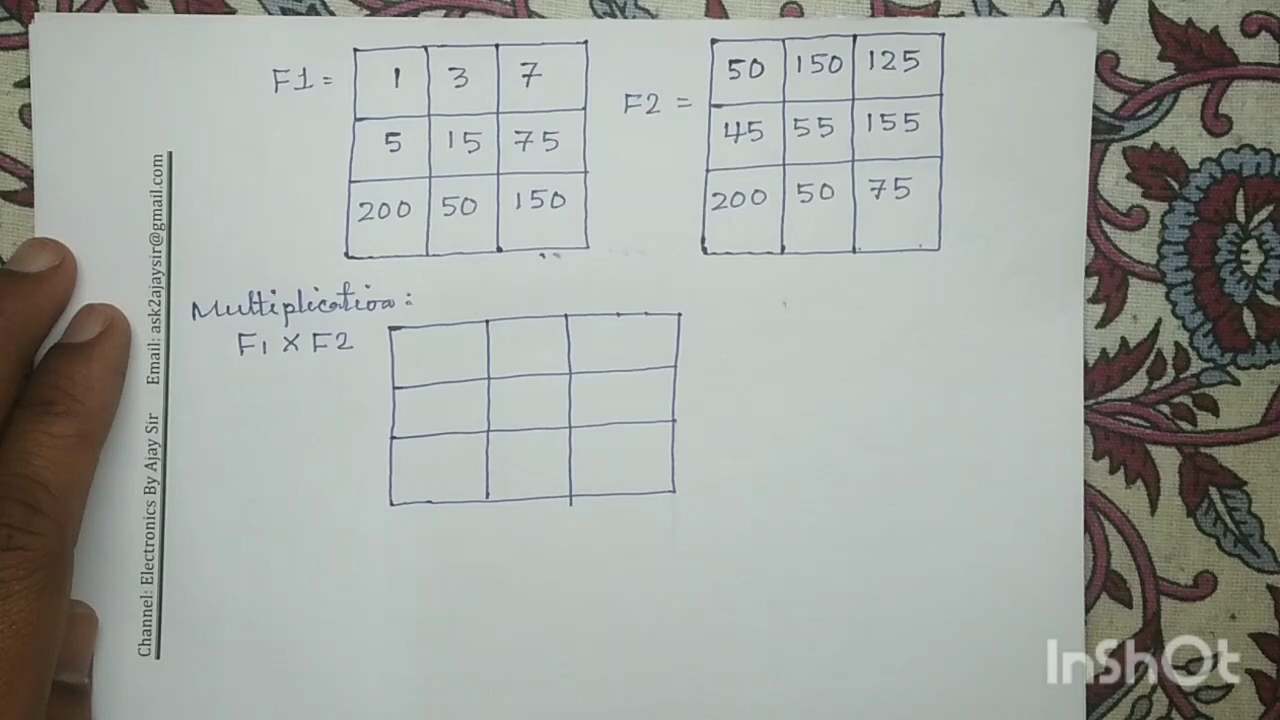 F1 =
1 3 7
5 15 75
200 50 150
F2 =
50 150 125
45 55 155
200 50 75
Multiplication:
F1 X F2
Channel: Electronics By Ajay Sir Email: ask2ajaysir@gmail.com
InShOt